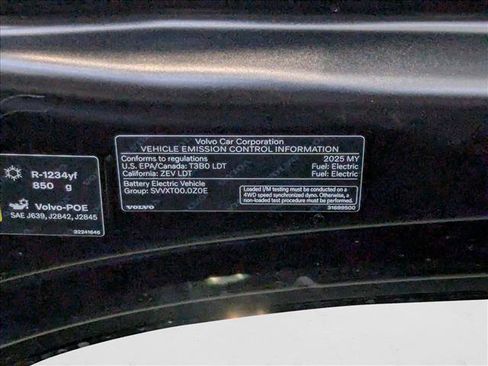 R-1234yf
850 g
Volvo-POE
SAE J639, J2842, J2845
32241646
Volvo Car Corporation
VEHICLE EMISSION CONTROL INFORMATION
Conforms to regulations 2025 MY
U.S. EPA/Canada: T3B0 LDT Fuel: Electric
California: ZEV LDT Fuel: Electric
Battery Electric Vehicle
Group: SVVXT00.0Z0E
Loaded I/M testing must be conducted on a
4WD speed synchronized dyno. Otherwise, a
non-loaded test procedure must be performed.
VOLVO 31699500